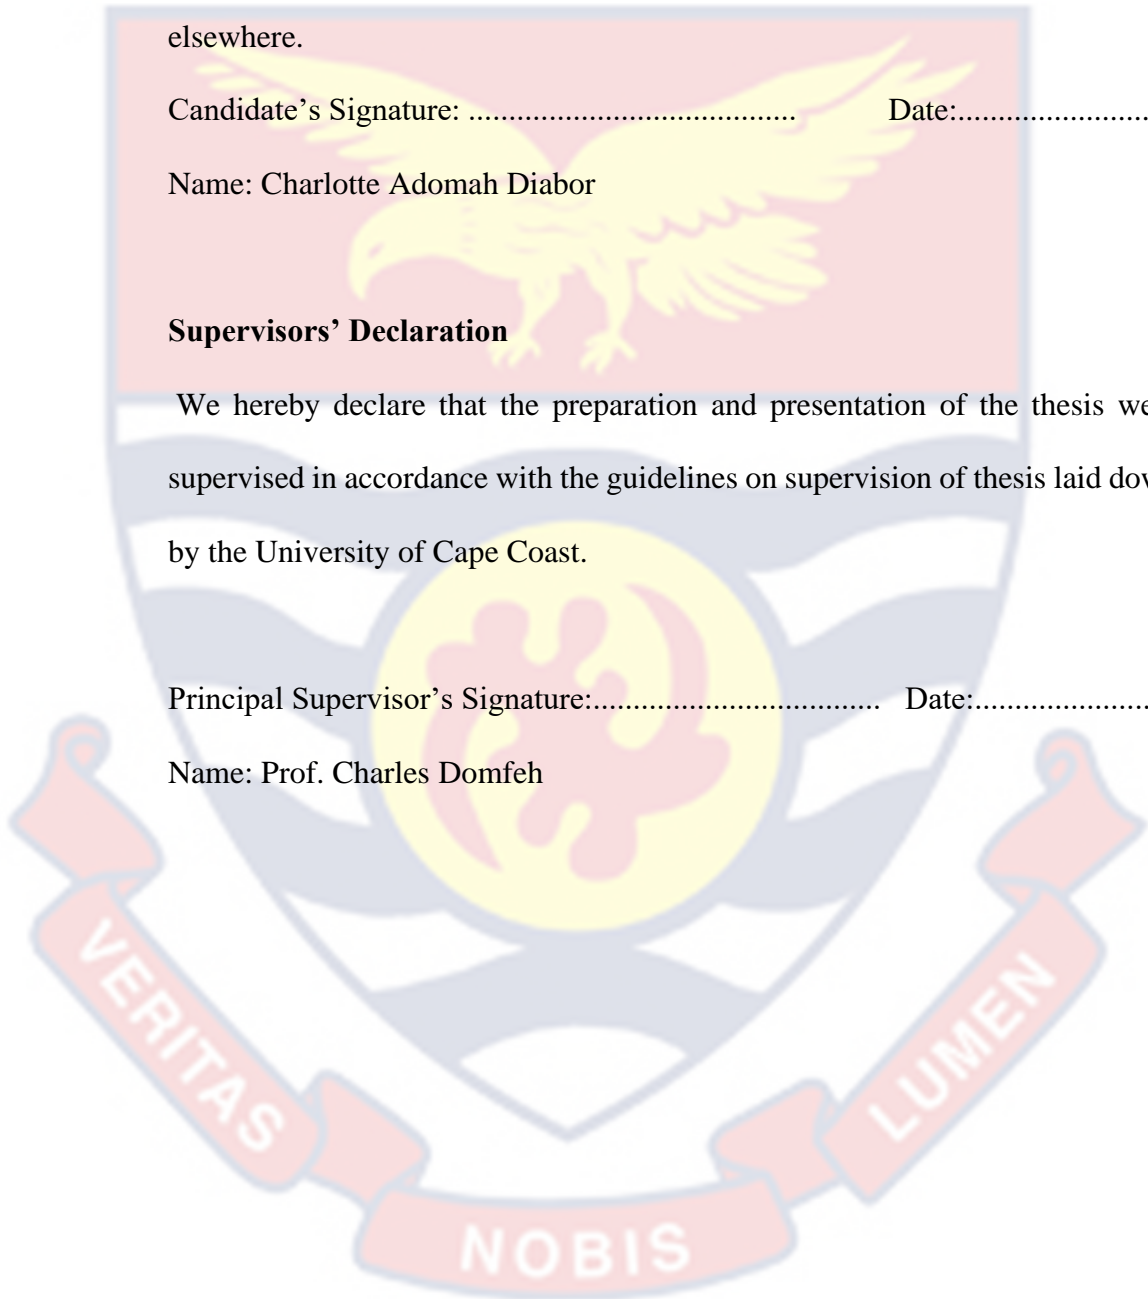 elsewhere.
Candidate’s Signature: ......................................... Date:........................
Name: Charlotte Adomah Diabor
Supervisors’ Declaration
We hereby declare that the preparation and presentation of the thesis we
supervised in accordance with the guidelines on supervision of thesis laid dov
by the University of Cape Coast.
Principal Supervisor’s Signature:.................................... Date:......................
Name: Prof. Charles Domfeh
VERITAS
NOBIS
LUMEN